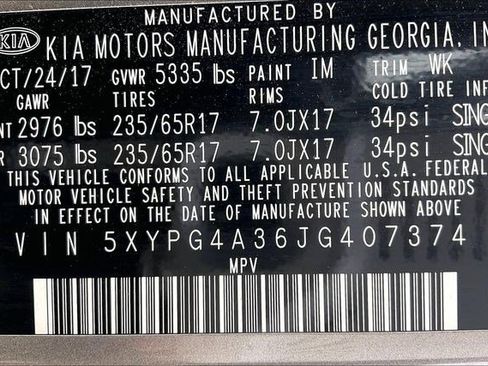 MANUFACTURED BY
KIA KIA MOTORS MANUFACTURING GEORGIA, IN
CT/24/17 GVWR 5335 lbs PAINT IM TRIM WK
GAWR TIRES RIMS COLD TIRE INF
NT 2976 lbs 235/65R17 7.0JX17 34psi SING
R 3075 lbs 235/65R17 7.0JX17 34psi SING
THIS VEHICLE CONFORMS TO ALL APPLICABLE U.S.A. FEDERAL
MOTOR VEHICLE SAFETY AND THEFT PREVENTION STANDARDS
IN EFFECT ON THE DATE OF MANUFACTURE SHOWN ABOVE.
VIN 5XYPG4A36JG407374
MPV